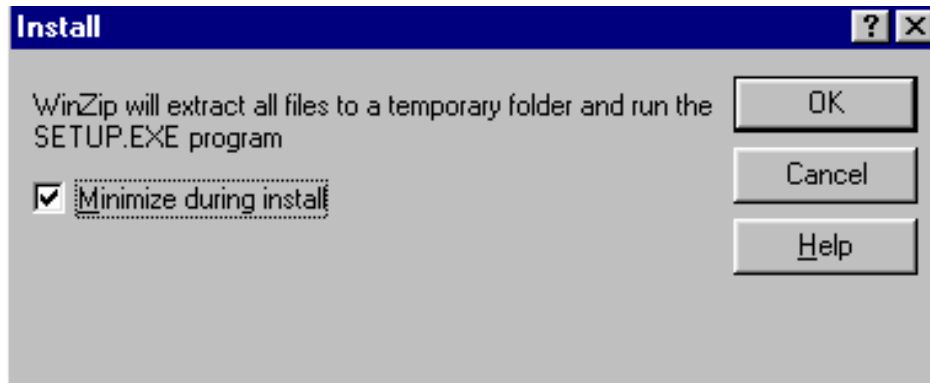 Install
WinZip will extract all files to a temporary folder and run the
SETUP.EXE program
Minimize during install
OK
Cancel
Help